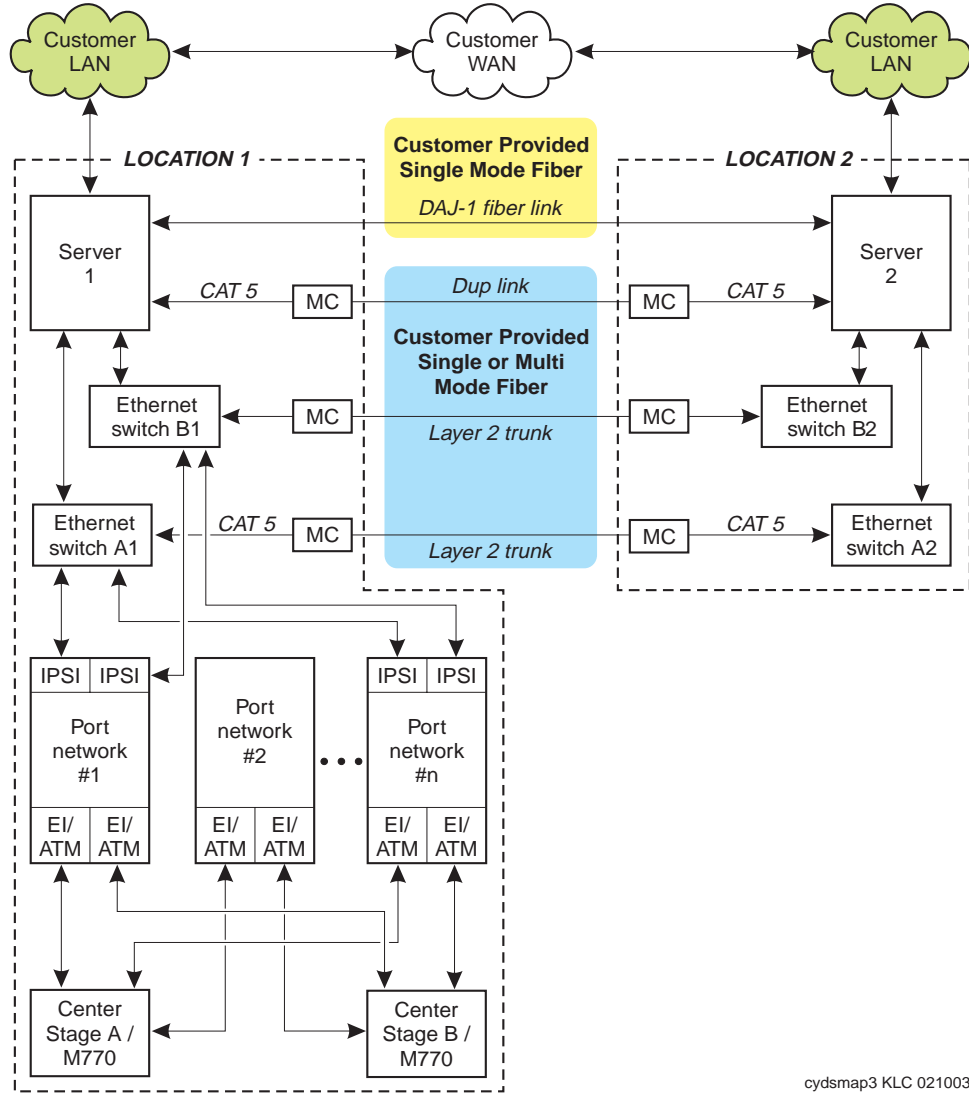 Customer
LAN
Customer
WAN
Customer
LAN
LOCATION 1
Customer Provided
Single Mode Fiber
LOCATION 2
DAJ-1 fiber link
Server
1
Server
2
CAT 5
MC
Dup link
MC
CAT 5
Customer Provided
Single or Multi
Mode Fiber
Ethernet
switch B1
MC
Layer 2 trunk
MC
Ethernet
switch B2
Ethernet
switch A1
CAT 5
MC
Layer 2 trunk
MC
CAT 5
Ethernet
switch A2
IPSI
IPSI
Port
network
#1
EI/
ATM
EI/
ATM
Port
network
#2
EI/
ATM
EI/
ATM
IPSI
IPSI
Port
network
#n
EI/
ATM
EI/
ATM
Center
Stage A /
M770
Center
Stage B /
M770
cydsmap3 KLC 021003